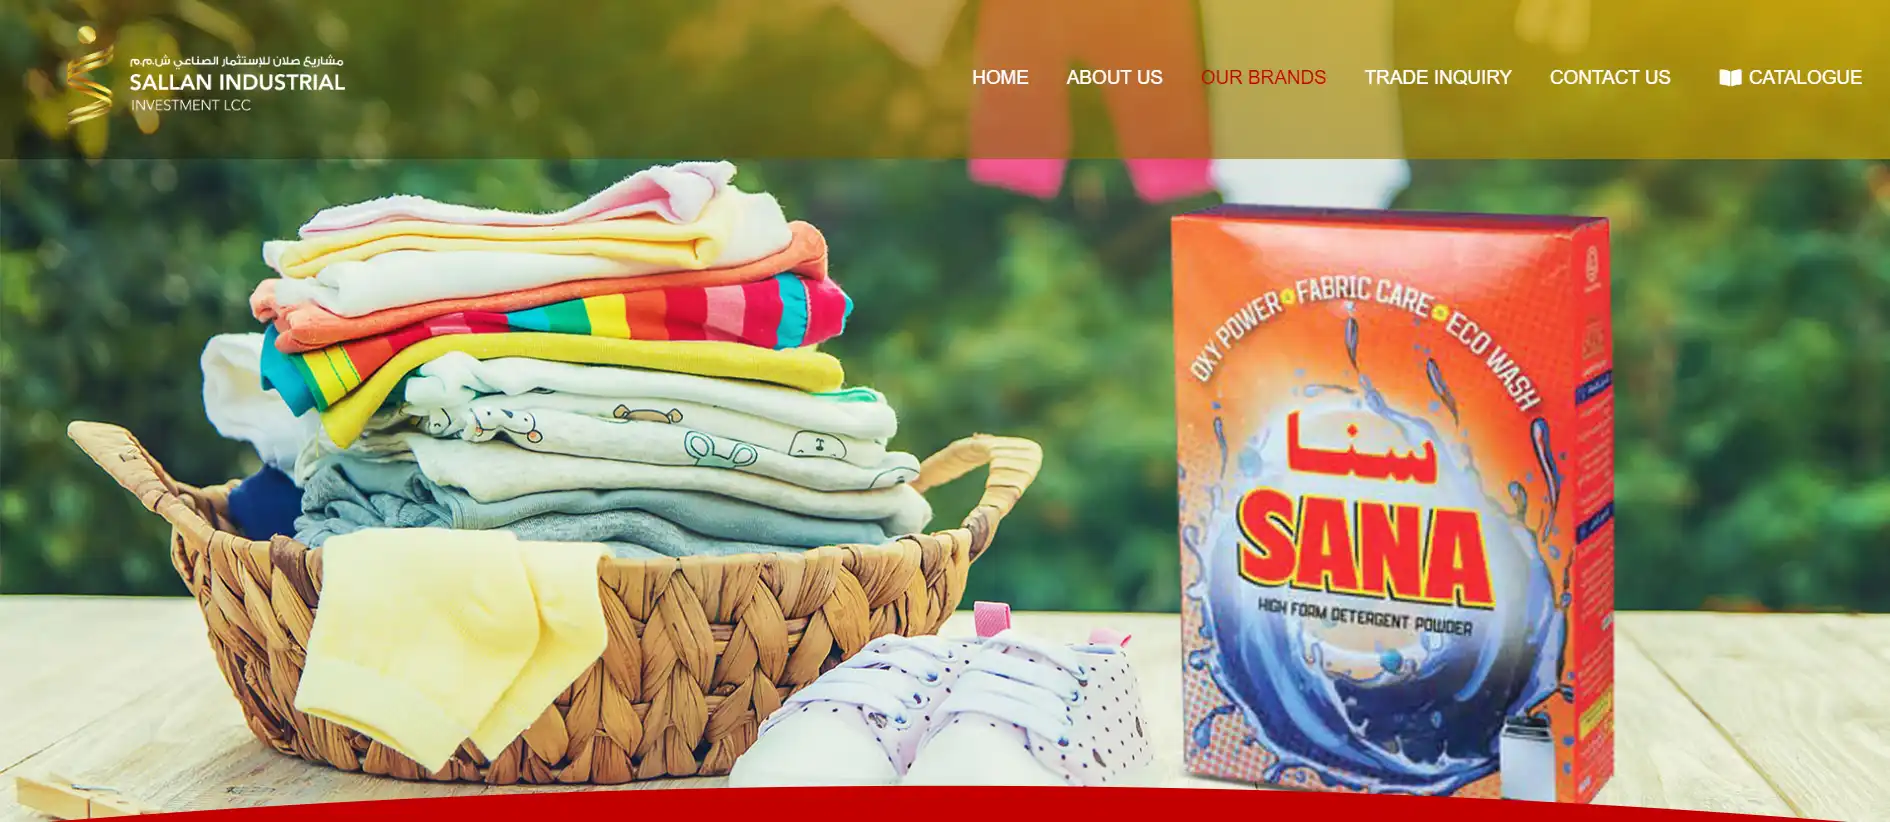 مشاريع صلان للإستثمار الصناعي ش.م.م
SALLAN INDUSTRIAL
INVESTMENT LCC
HOME
ABOUT US
OUR BRANDS
TRADE INQUIRY
CONTACT US
CATALOGUE
OXY POWER FABRIC CARE ECO WASH
سنا
SANA
HIGH FOAM DETERGENT POWDER